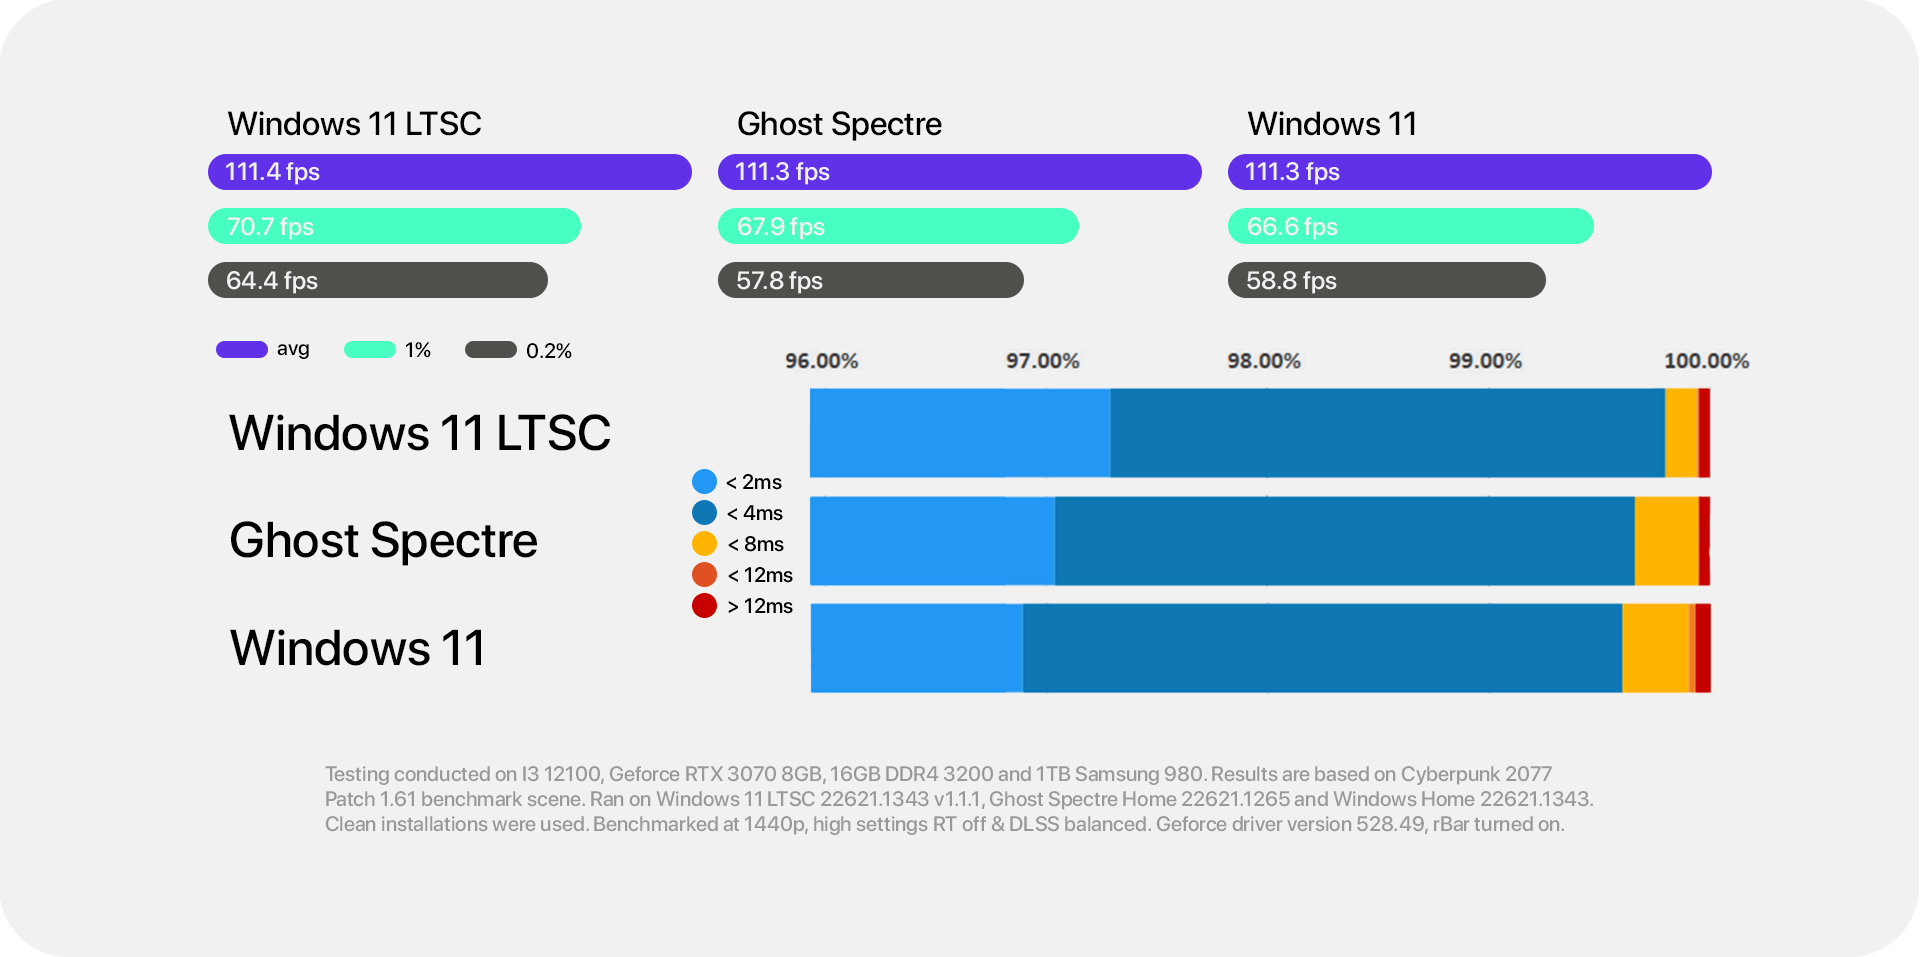 Windows 11 LTSC
111.4 fps
70.7 fps
64.4 fps
Ghost Spectre
111.3 fps
67.9 fps
57.8 fps
Windows 11
111.3 fps
66.6 fps
58.8 fps
avg
1%
0.2%
96.00%
97.00%
98.00%
99.00%
100.00%
Windows 11 LTSC
Ghost Spectre
Windows 11
< 2ms
< 4ms
< 8ms
< 12ms
> 12ms
Testing conducted on I3 12100, Geforce RTX 3070 8GB, 16GB DDR4 3200 and 1TB Samsung 980. Results are based on Cyberpunk 2077
Patch 1.61 benchmark scene. Ran on Windows 11 LTSC 22621.1343 v1.1.1, Ghost Spectre Home 22621.1265 and Windows Home 22621.1343.
Clean installations were used. Benchmarked at 1440p, high settings RT off & DLSS balanced. Geforce driver version 528.49, rBar turned on.